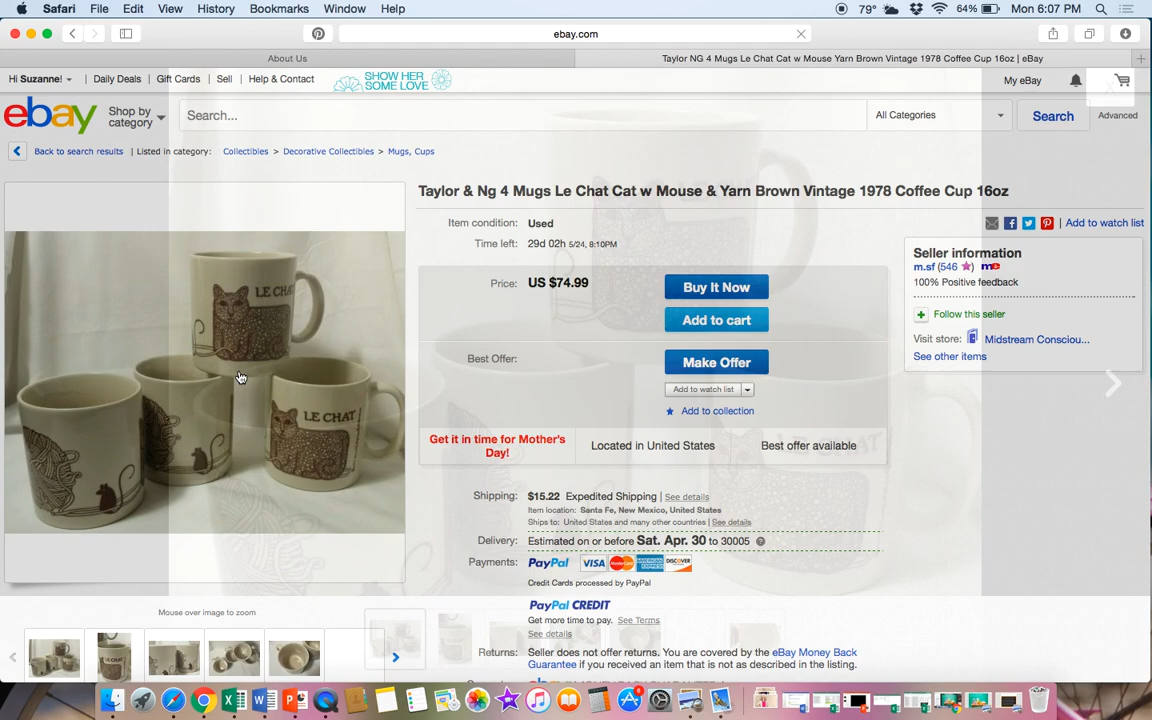 Safari File Edit View History Bookmarks Window Help 79° 64% Mon 6:07 PM
ebay.com
About Us Taylor NG 4 Mugs Le Chat Cat w Mouse Yarn Brown Vintage 1978 Coffee Cup 16oz | eBay
Hi Suzanne! Daily Deals Gift Cards Sell Help & Contact SHOW HER SOME LOVE My eBay
ebay Shop by category Search... All Categories Search Advanced
Back to search results | Listed in category: Collectibles > Decorative Collectibles > Mugs, Cups
Taylor & Ng 4 Mugs Le Chat Cat w Mouse & Yarn Brown Vintage 1978 Coffee Cup 16oz
Item condition: Used
| Add to watch list
Time left: 29d 02h 5/24, 8:10PM
Seller information
m.sf (546 ) me
100% Positive feedback
Price: US $74.99 Buy It Now
Add to cart
Follow this seller
Visit store: Midstream Consciou...
See other items
Best Offer: Make Offer
Add to watch list
Add to collection
LE CHAT
LE CHAT
Get it in time for Mother's Day! Located in United States Best offer available
Shipping: $15.22 Expedited Shipping | See details
Item location: Santa Fe, New Mexico, United States
Ships to: United States and many other countries | See details
Delivery: Estimated on or before Sat. Apr. 30 to 30005
Payments: PayPal VISA MasterCard AMERICAN EXPRESS DISCOVER
Credit Cards processed by PayPal
PayPal CREDIT
Get more time to pay. See Terms
See details
Returns: Seller does not offer returns. You are covered by the eBay Money Back
Guarantee if you received an item that is not as described in the listing.
Mouse over image to zoom